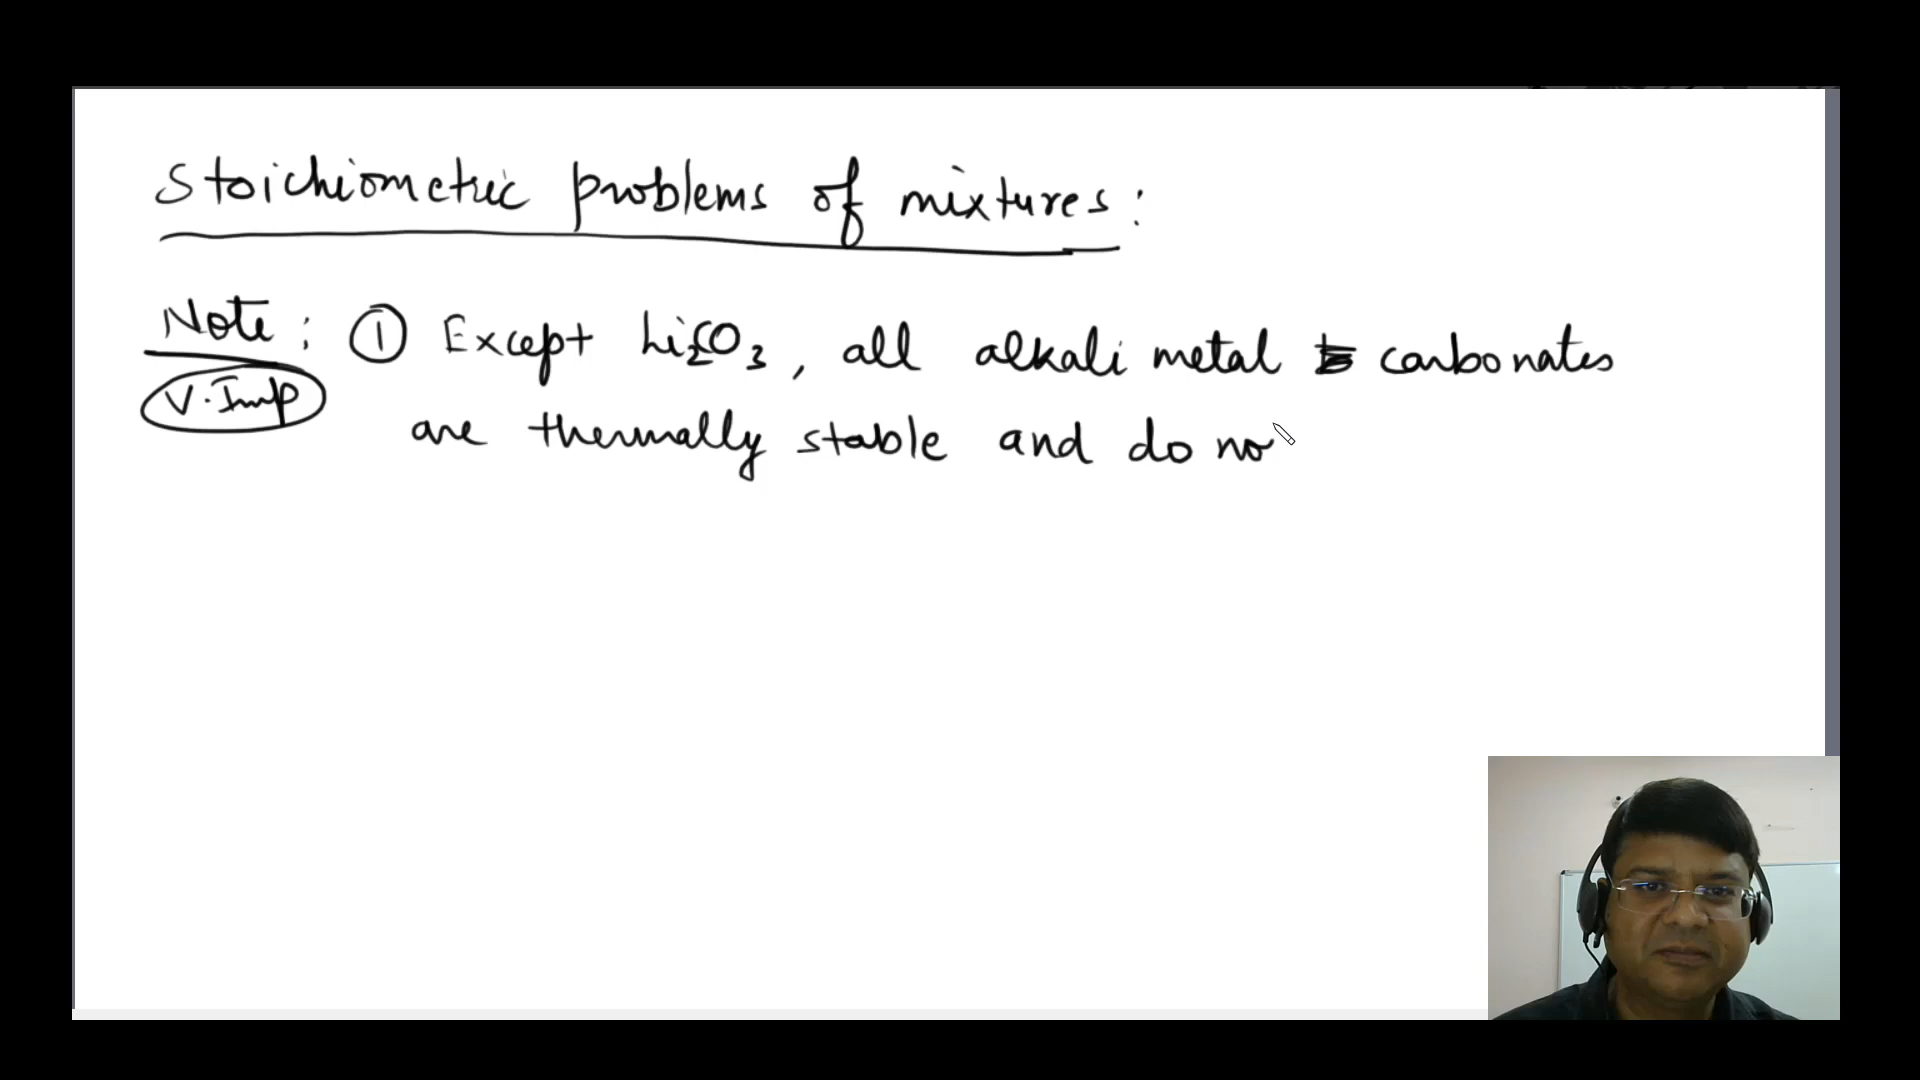 Stoichiometric problems of mixtures:
Note: ① Except Li₂CO₃, all alkali metal carbonates
V. Imp
are thermally stable and do no